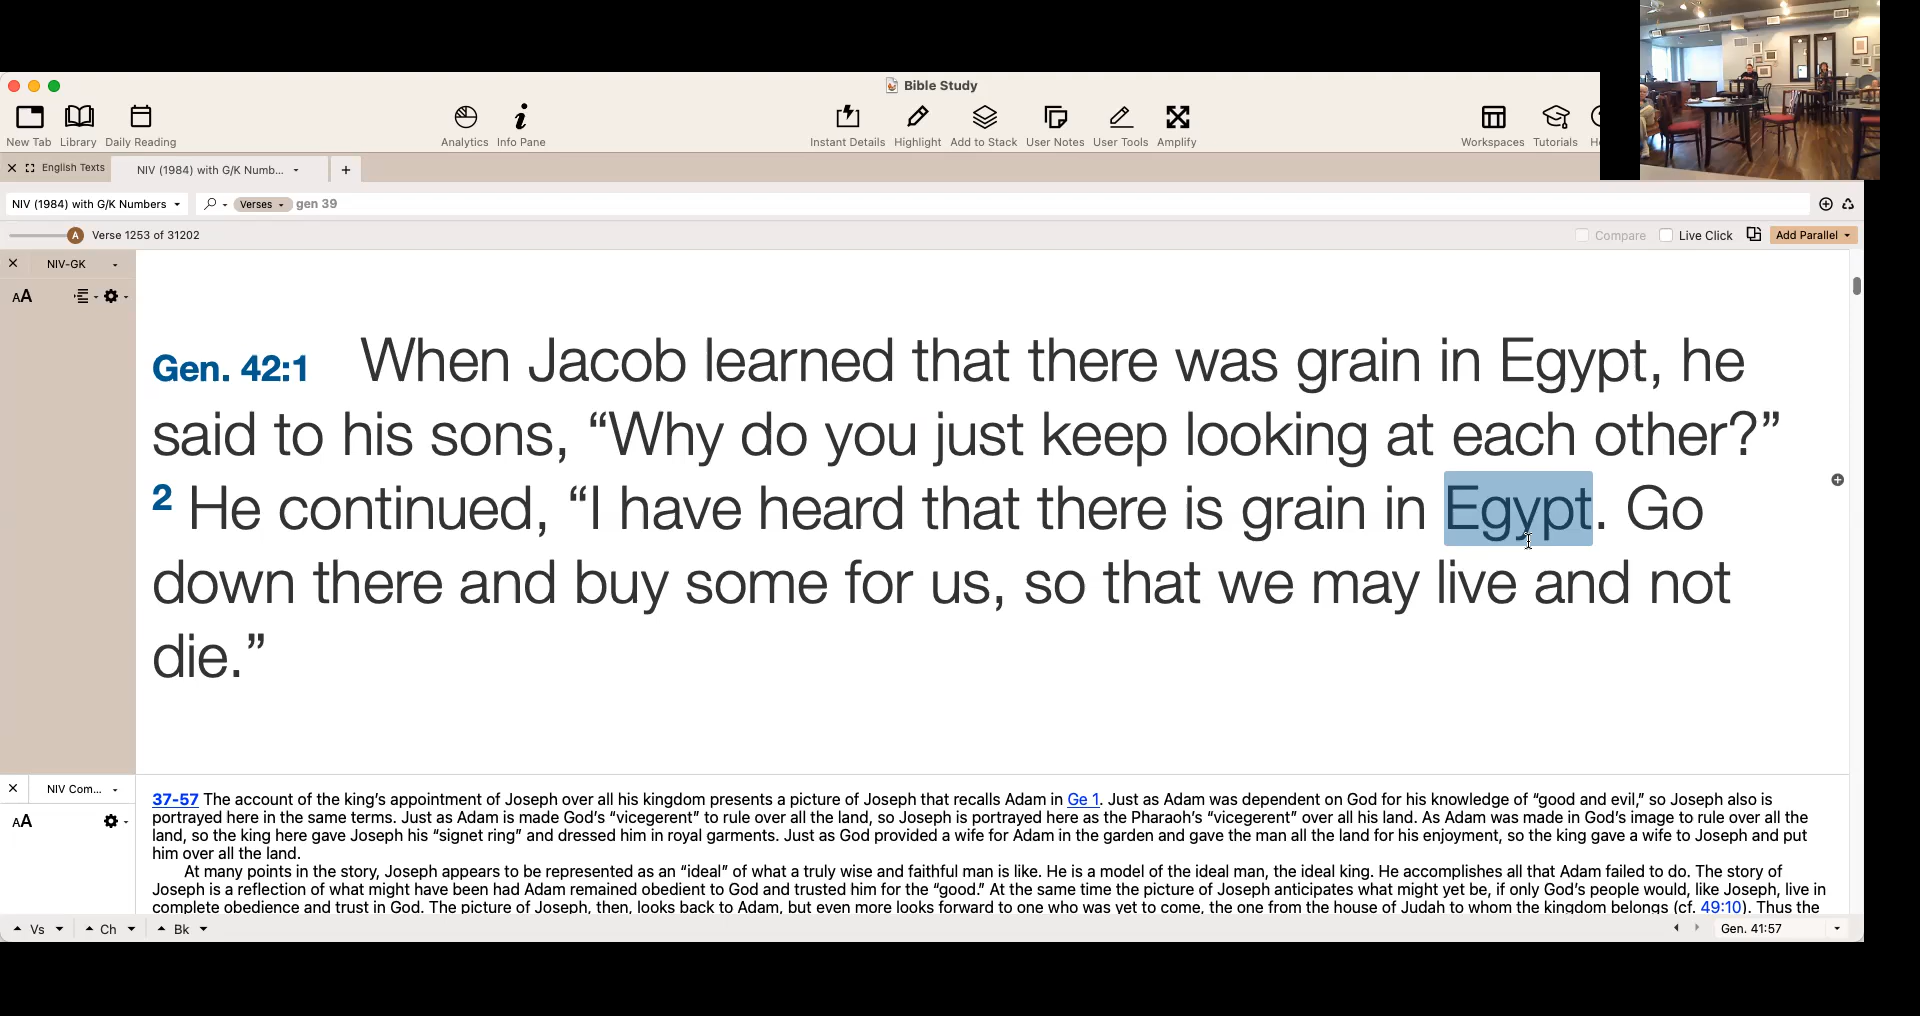 Bible Study
New Tab Library Daily Reading Analytics Info Pane Instant Details Highlight Add to Stack User Notes User Tools Amplify Workspaces Tutorials
English Texts NIV (1984) with G/K Numb...
NIV (1984) with G/K Numbers Verses gen 39
A Verse 1253 of 31202 Compare Live Click Add Parallel
NIV-GK
AA
Gen. 42:1 When Jacob learned that there was grain in Egypt, he
said to his sons, “Why do you just keep looking at each other?”
2 He continued, “I have heard that there is grain in Egypt. Go
down there and buy some for us, so that we may live and not
die.”
NIV Com...
AA
37-57 The account of the king’s appointment of Joseph over all his kingdom presents a picture of Joseph that recalls Adam in Ge 1. Just as Adam was dependent on God for his knowledge of “good and evil,” so Joseph also is
portrayed here in the same terms. Just as Adam is made God’s “vicegerent” to rule over all the land, so Joseph is portrayed here as the Pharaoh’s “vicegerent” over all his land. As Adam was made in God’s image to rule over all the
land, so the king here gave Joseph his “signet ring” and dressed him in royal garments. Just as God provided a wife for Adam in the garden and gave the man all the land for his enjoyment, so the king gave a wife to Joseph and put
him over all the land.
At many points in the story, Joseph appears to be represented as an “ideal” of what a truly wise and faithful man is like. He is a model of the ideal man, the ideal king. He accomplishes all that Adam failed to do. The story of
Joseph is a reflection of what might have been had Adam remained obedient to God and trusted him for the “good.” At the same time the picture of Joseph anticipates what might yet be, if only God’s people would, like Joseph, live in
complete obedience and trust in God. The picture of Joseph, then, looks back to Adam, but even more looks forward to one who was yet to come, the one from the house of Judah to whom the kingdom belongs (cf. 49:10). Thus the
Vs Ch Bk Gen. 41:57